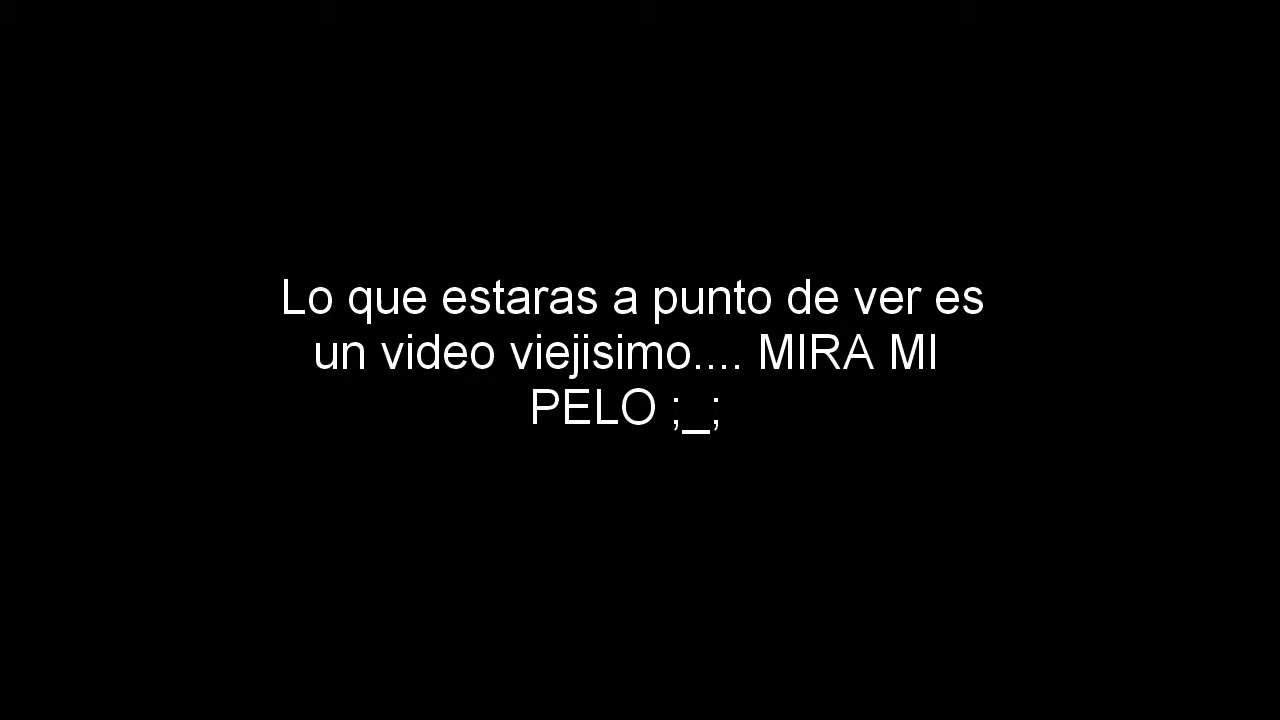 Lo que estaras a punto de ver es
un video viejisimo.... MIRA MI
PELO ;_;